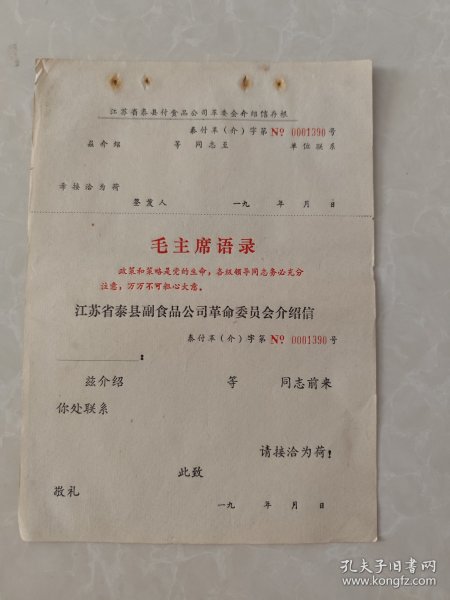 江苏省泰县付食品公司革委会介绍信存根
泰付革（介）字第 Nº 0001390 号
兹介绍 等 同志至 单位联系
幸接洽为荷
签发人 一九 年 月 日
毛主席语录
政策和策略是党的生命，各级领导同志务必充分
注意，万万不可粗心大意。
江苏省泰县副食品公司革命委员会介绍信
泰付革（介）字第 Nº 0001390 号
：
兹介绍 等 同志前来
你处联系
请接洽为荷！
此致
敬礼
一九 年 月 日
孔夫子旧书网
www.kongfz.com